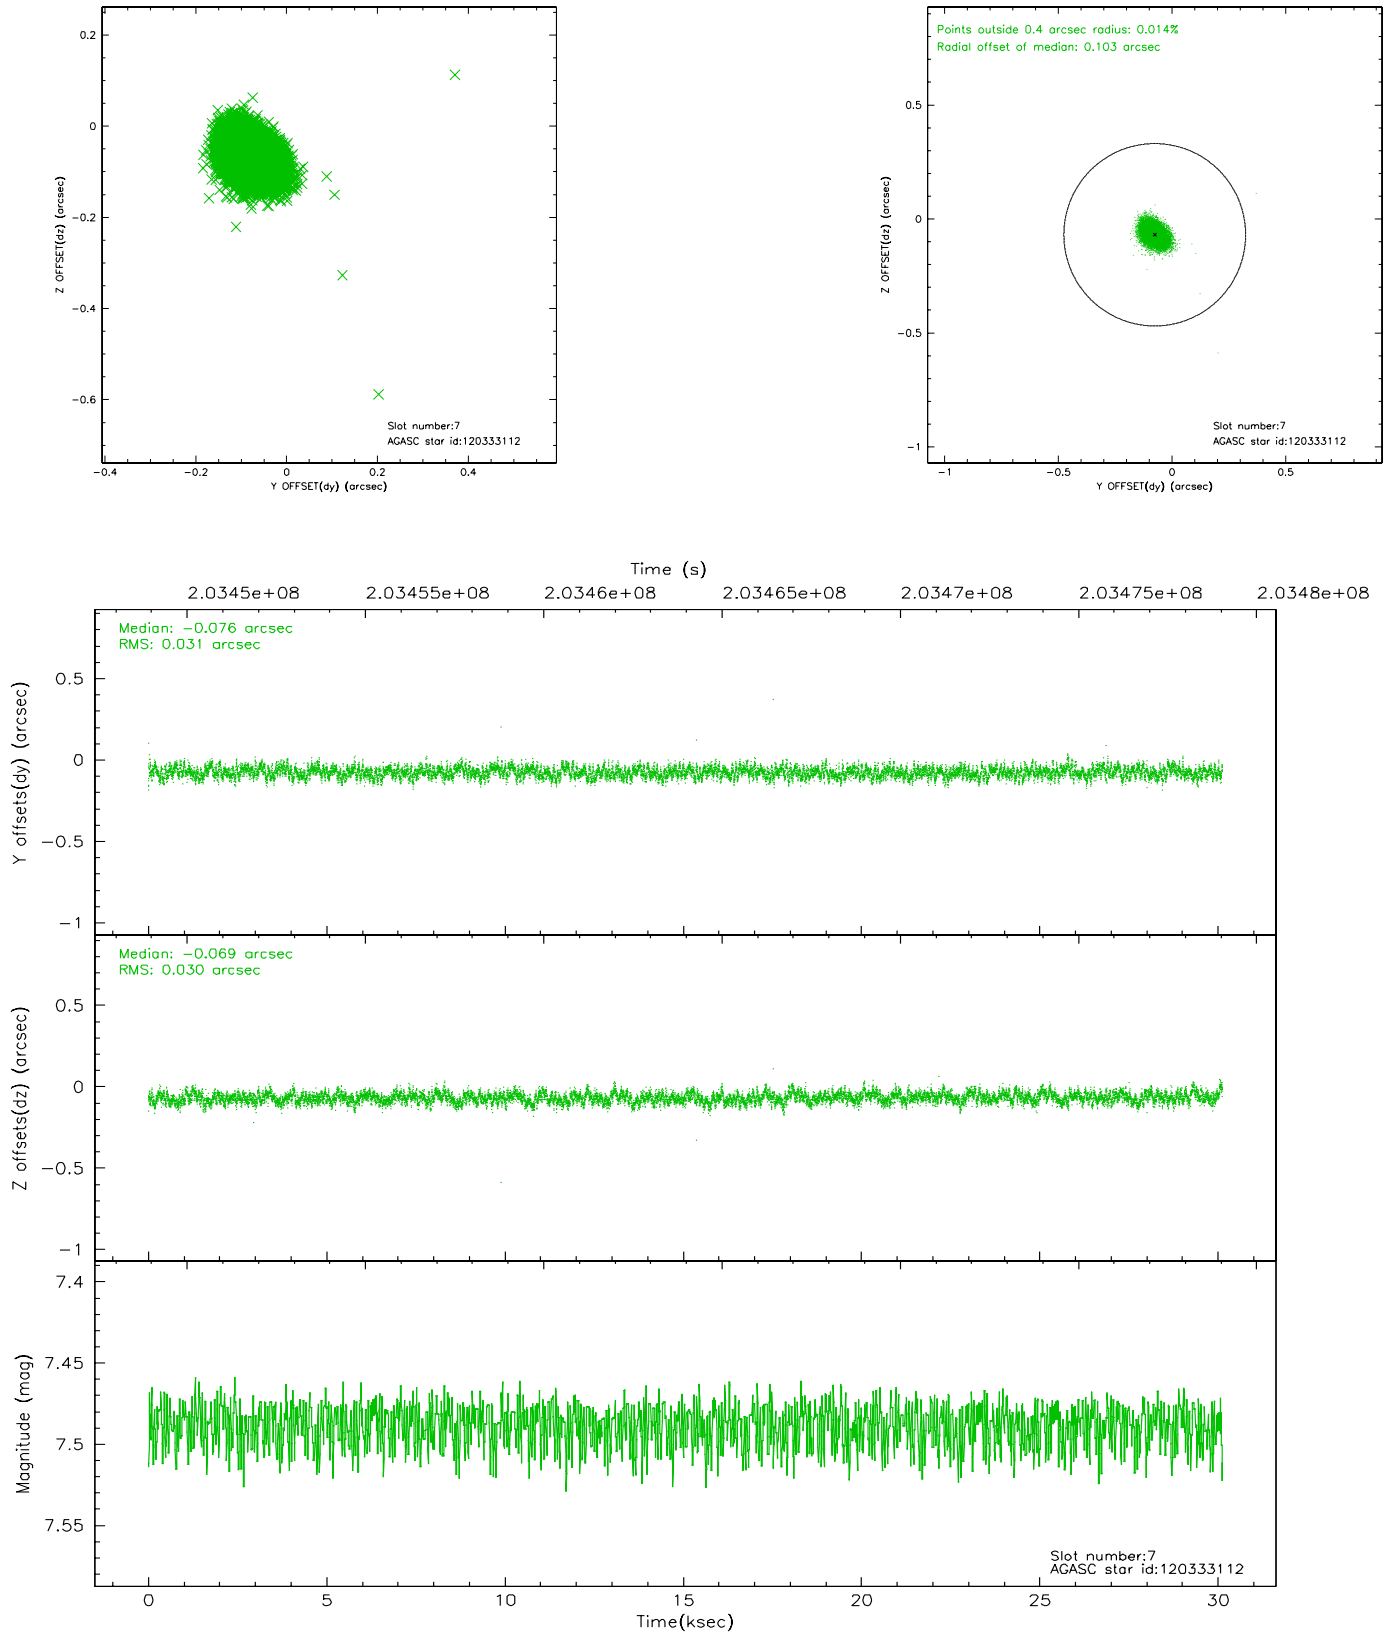 0.2
0
−0.2
−0.4
−0.6
Z OFFSET(dz) (arcsec)
Slot number:7
AGASC star id:120333112
−0.4
−0.2
0
0.2
0.4
Y OFFSET(dy) (arcsec)
Points outside 0.4 arcsec radius: 0.014%
Radial offset of median: 0.103 arcsec
0.5
0
−0.5
−1
Z OFFSET(dz) (arcsec)
Slot number:7
AGASC star id:120333112
−1
−0.5
0
0.5
Y OFFSET(dy) (arcsec)
Time (s)
2.0345e+08
2.03455e+08
2.0346e+08
2.03465e+08
2.0347e+08
2.03475e+08
2.0348e+08
Median: −0.076 arcsec
RMS: 0.031 arcsec
0.5
0
−0.5
−1
Y offsets(dy) (arcsec)
Median: −0.069 arcsec
RMS: 0.030 arcsec
0.5
0
−0.5
−1
Z offsets(dz) (arcsec)
7.4
7.45
7.5
7.55
Magnitude (mag)
Slot number:7
AGASC star id:120333112
0
5
10
15
20
25
30
Time(ksec)